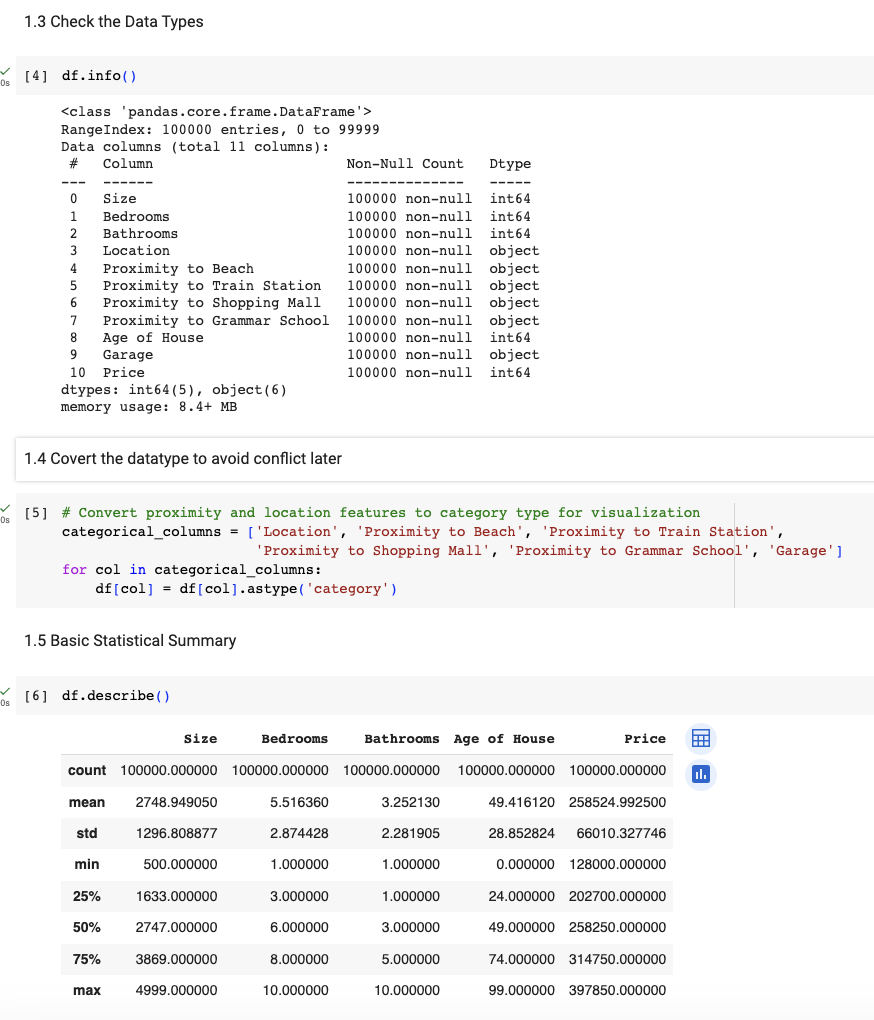 1.3 Check the Data Types
0s
[4] df.info()
<class 'pandas.core.frame.DataFrame'>
RangeIndex: 100000 entries, 0 to 99999
Data columns (total 11 columns):
# Column Non-Null Count Dtype
--- ------ -------------- -----
0 Size 100000 non-null int64
1 Bedrooms 100000 non-null int64
2 Bathrooms 100000 non-null int64
3 Location 100000 non-null object
4 Proximity to Beach 100000 non-null object
5 Proximity to Train Station 100000 non-null object
6 Proximity to Shopping Mall 100000 non-null object
7 Proximity to Grammar School 100000 non-null object
8 Age of House 100000 non-null int64
9 Garage 100000 non-null object
10 Price 100000 non-null int64
dtypes: int64(5), object(6)
memory usage: 8.4+ MB
1.4 Covert the datatype to avoid conflict later
0s
[5] # Convert proximity and location features to category type for visualization
categorical_columns = ['Location', 'Proximity to Beach', 'Proximity to Train Station',
'Proximity to Shopping Mall', 'Proximity to Grammar School', 'Garage']
for col in categorical_columns:
df[col] = df[col].astype('category')
1.5 Basic Statistical Summary
0s
[6] df.describe()
Size Bedrooms Bathrooms Age of House Price
count 100000.000000 100000.000000 100000.000000 100000.000000 100000.000000
mean 2748.949050 5.516360 3.252130 49.416120 258524.992500
std 1296.808877 2.874428 2.281905 28.852824 66010.327746
min 500.000000 1.000000 1.000000 0.000000 128000.000000
25% 1633.000000 3.000000 1.000000 24.000000 202700.000000
50% 2747.000000 6.000000 3.000000 49.000000 258250.000000
75% 3869.000000 8.000000 5.000000 74.000000 314750.000000
max 4999.000000 10.000000 10.000000 99.000000 397850.000000